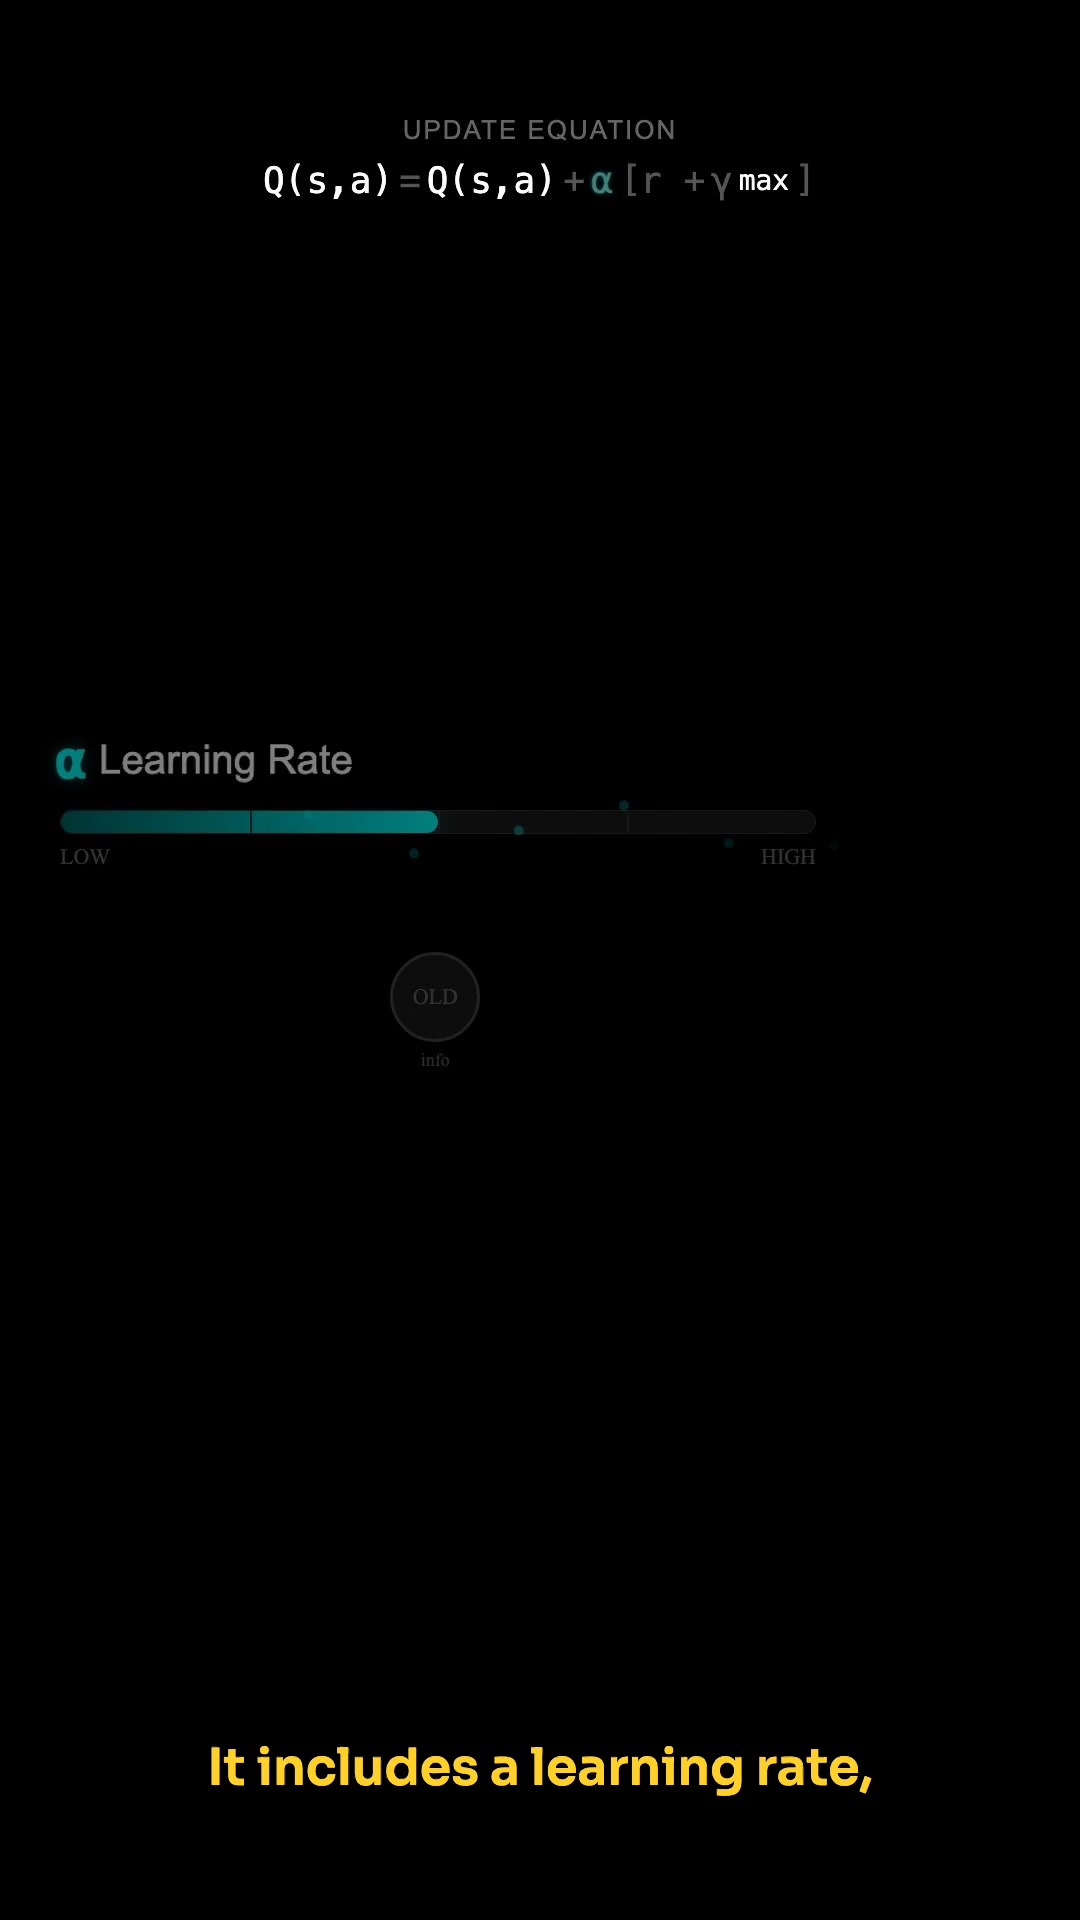 UPDATE EQUATION
Q(s,a) = Q(s,a) + α [r + γ max ]
α Learning Rate
LOW HIGH
OLD
info
It includes a learning rate,